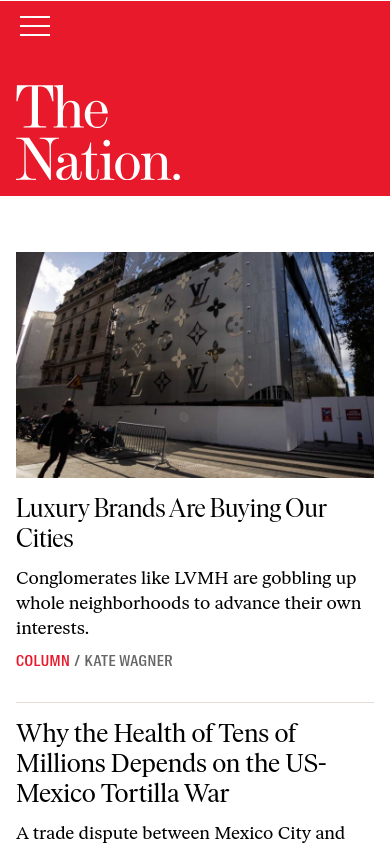 The
Nation.
Luxury Brands Are Buying Our
Cities
Conglomerates like LVMH are gobbling up
whole neighborhoods to advance their own
interests.
COLUMN / KATE WAGNER
Why the Health of Tens of
Millions Depends on the US-
Mexico Tortilla War
A trade dispute between Mexico City and